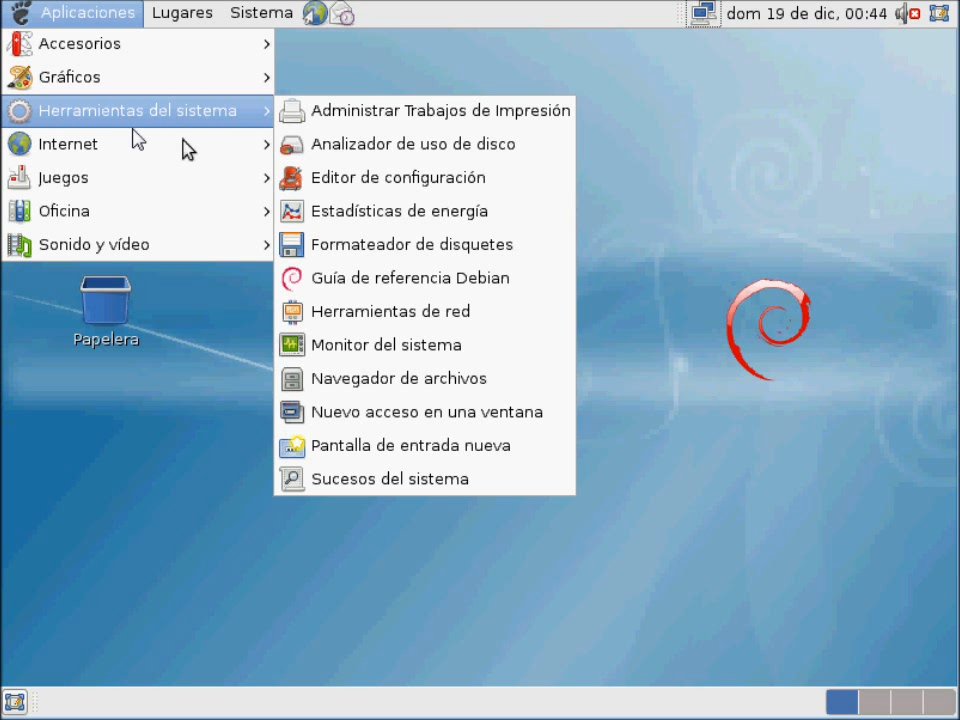 Aplicaciones Lugares Sistema dom 19 de dic, 00:44
Accesorios
Gráficos
Herramientas del sistema
Internet
Juegos
Oficina
Sonido y vídeo
Administrar Trabajos de Impresión
Analizador de uso de disco
Editor de configuración
Estadísticas de energía
Formateador de disquetes
Guía de referencia Debian
Herramientas de red
Monitor del sistema
Navegador de archivos
Nuevo acceso en una ventana
Pantalla de entrada nueva
Sucesos del sistema
Papelera